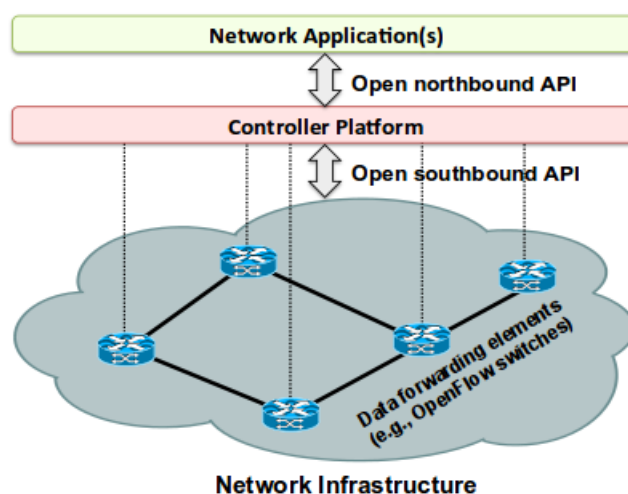 Network Application(s)
Open northbound API
Controller Platform
Open southbound API
Data forwarding elements
(e.g., OpenFlow switches)
Network Infrastructure